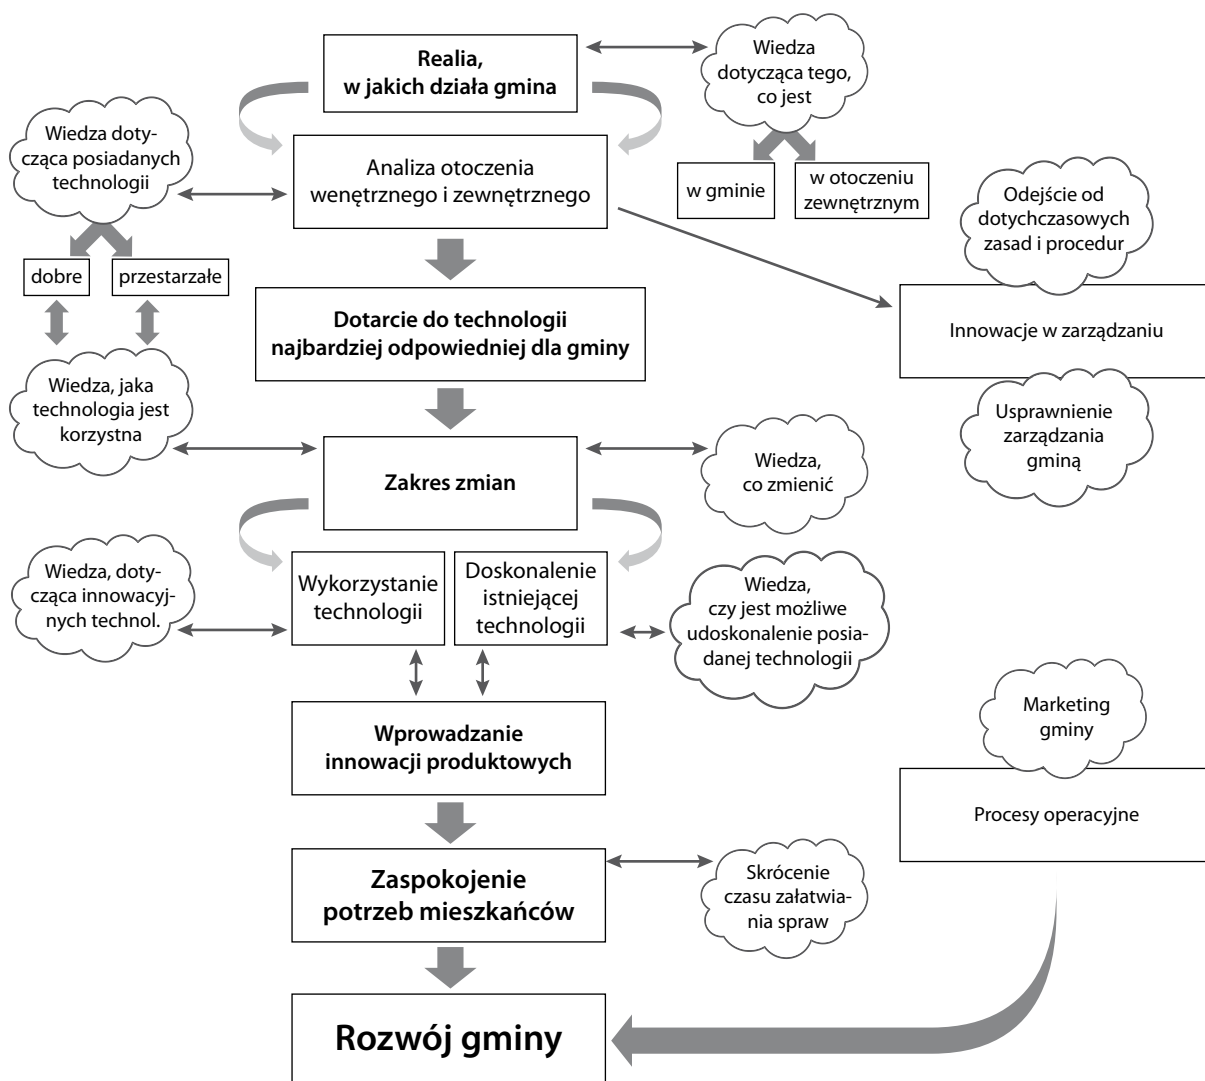 Realia,
w jakich działa gmina
Wiedza
dotycząca tego,
co jest
Wiedza doty-
cząca posiadanych
technologii
Analiza otoczenia
wenętrznego i zewnętrznego
w gminie
w otoczeniu
zewnętrznym
Odejście od
dotychczasowych
zasad i procedur
dobre
przestarzałe
Dotarcie do technologii
najbardziej odpowiedniej dla gminy
Innowacje w zarządzaniu
Wiedza, jaka
technologia jest
korzystna
Usprawnienie
zarządzania
gminą
Zakres zmian
Wiedza,
co zmienić
Wiedza, doty-
cząca innowacyj-
nych technol.
Wykorzystanie
technologii
Doskonalenie
istniejącej
technologii
Wiedza,
czy jest możliwe
udoskonalenie posia-
danej technologii
Wprowadzanie
innowacji produktowych
Marketing
gminy
Procesy operacyjne
Zaspokojenie
potrzeb mieszkańców
Skrócenie
czasu załatwia-
nia spraw
Rozwój gminy